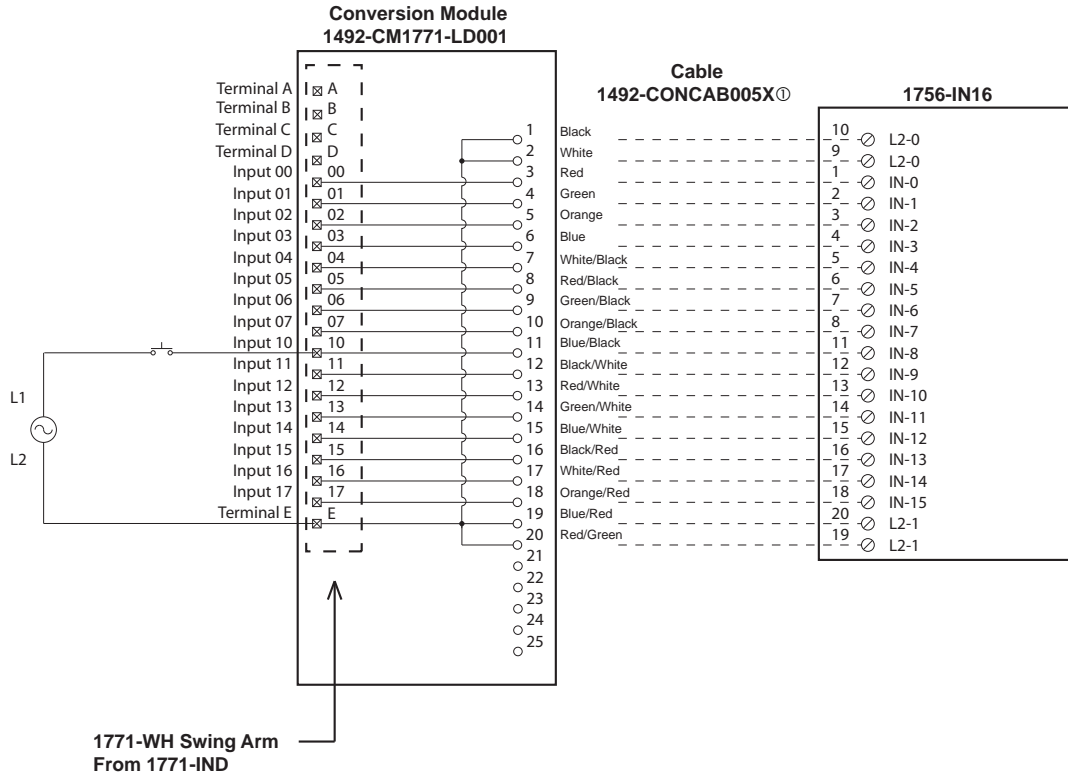 Conversion Module
1492-CM1771-LD001
Cable
1492-CONCAB005X①
1756-IN16
Terminal A A
Terminal B B
Terminal C C
Terminal D D
Input 00 00
Input 01 01
Input 02 02
Input 03 03
Input 04 04
Input 05 05
Input 06 06
Input 07 07
Input 10 10
Input 11 11
Input 12 12
Input 13 13
Input 14 14
Input 15 15
Input 16 16
Input 17 17
Terminal E E
L1
L2
1 Black 10 L2-0
2 White 9 L2-0
3 Red 1 IN-0
4 Green 2 IN-1
5 Orange 3 IN-2
6 Blue 4 IN-3
7 White/Black 5 IN-4
8 Red/Black 6 IN-5
9 Green/Black 7 IN-6
10 Orange/Black 8 IN-7
11 Blue/Black 11 IN-8
12 Black/White 12 IN-9
13 Red/White 13 IN-10
14 Green/White 14 IN-11
15 Blue/White 15 IN-12
16 Black/Red 16 IN-13
17 White/Red 17 IN-14
18 Orange/Red 18 IN-15
19 Blue/Red 20 L2-1
20 Red/Green 19 L2-1
21
22
23
24
25
1771-WH Swing Arm
From 1771-IND